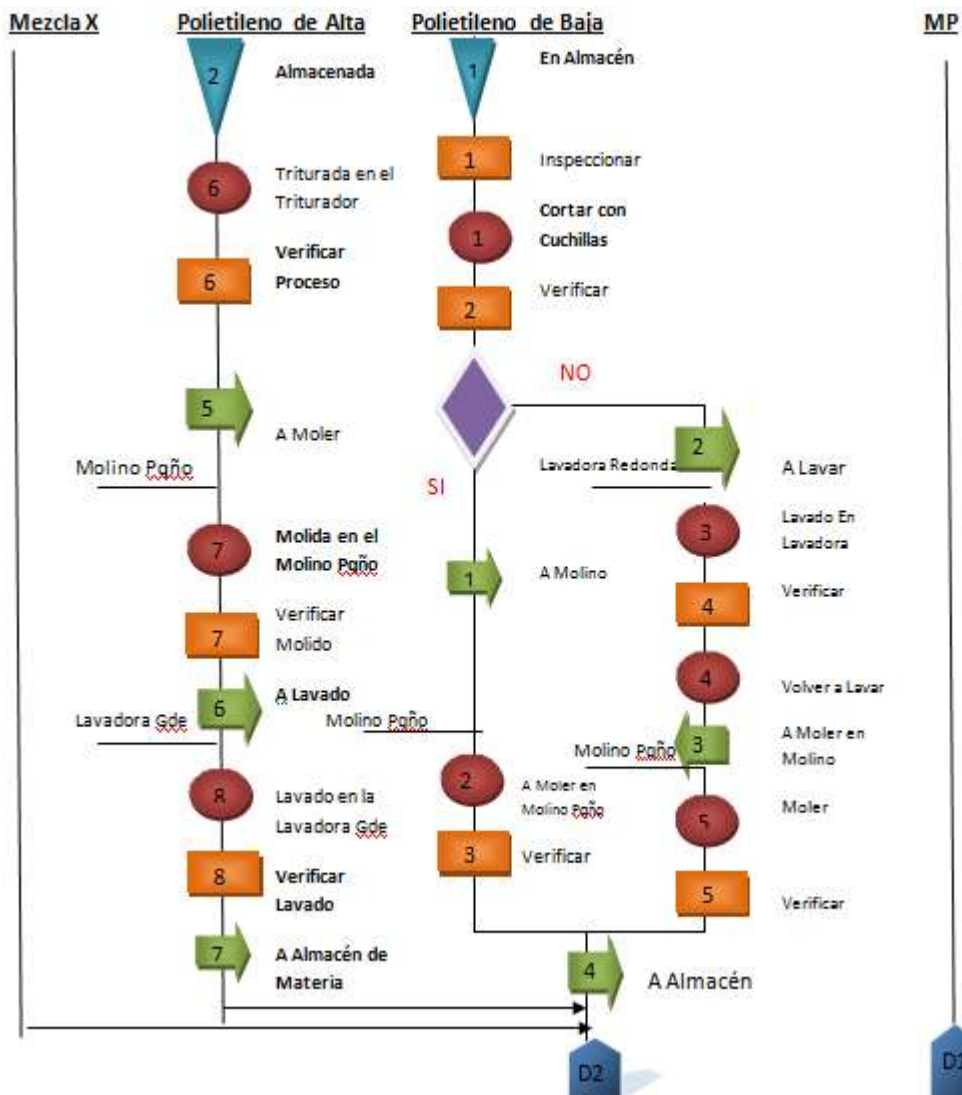 Mezcla X
Polietileno de Alta
Polietileno de Baja
MP
2
Almacenada
1
En Almacén
1
Inspeccionar
6
Triturada en el
Triturador
1
Cortar con
Cuchillas
6
Verificar
Proceso
2
Verificar
NO
SI
5
A Moler
2
A Lavar
Molino Pqño
Lavadora Redonda
7
Molida en el
Molino Pqño
1
A Molino
3
Lavado En
Lavadora
7
Verificar
Molido
4
Verificar
6
A Lavado
4
Volver a Lavar
Lavadora Gde
Molino Pqño
3
A Moler en
Molino
Molino Pqño
8
Lavado en la
Lavadora Gde
2
A Moler en
Molino Pqño
5
Moler
8
Verificar
Lavado
3
Verificar
5
Verificar
7
A Almacén de
Materia
4
A Almacén
D2
D1